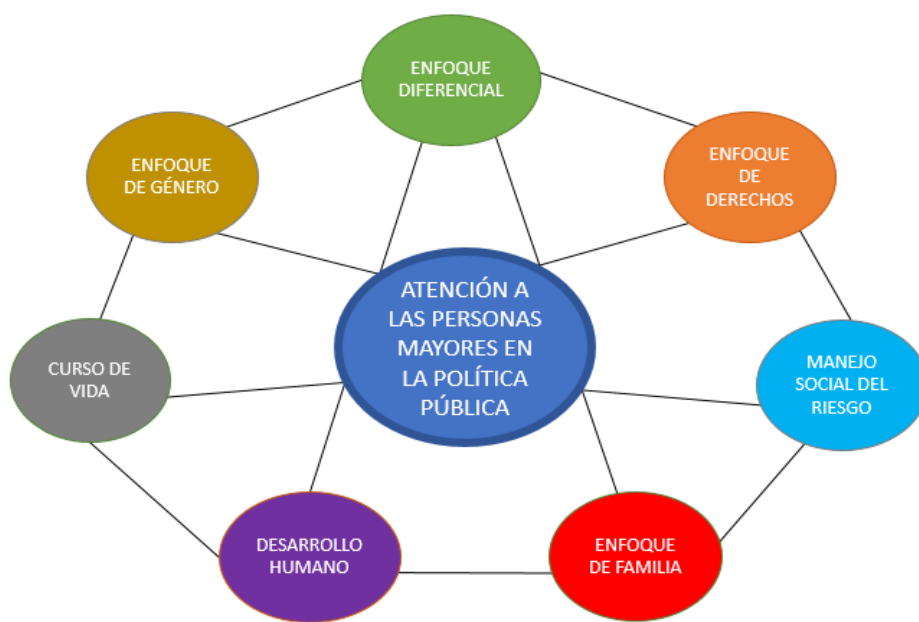 ENFOQUE
DIFERENCIAL
ENFOQUE
DE GÉNERO
ENFOQUE
DE
DERECHOS
ATENCIÓN A
LAS PERSONAS
MAYORES EN
LA POLÍTICA
PÚBLICA
CURSO DE
VIDA
MANEJO
SOCIAL DEL
RIESGO
DESARROLLO
HUMANO
ENFOQUE
DE FAMILIA